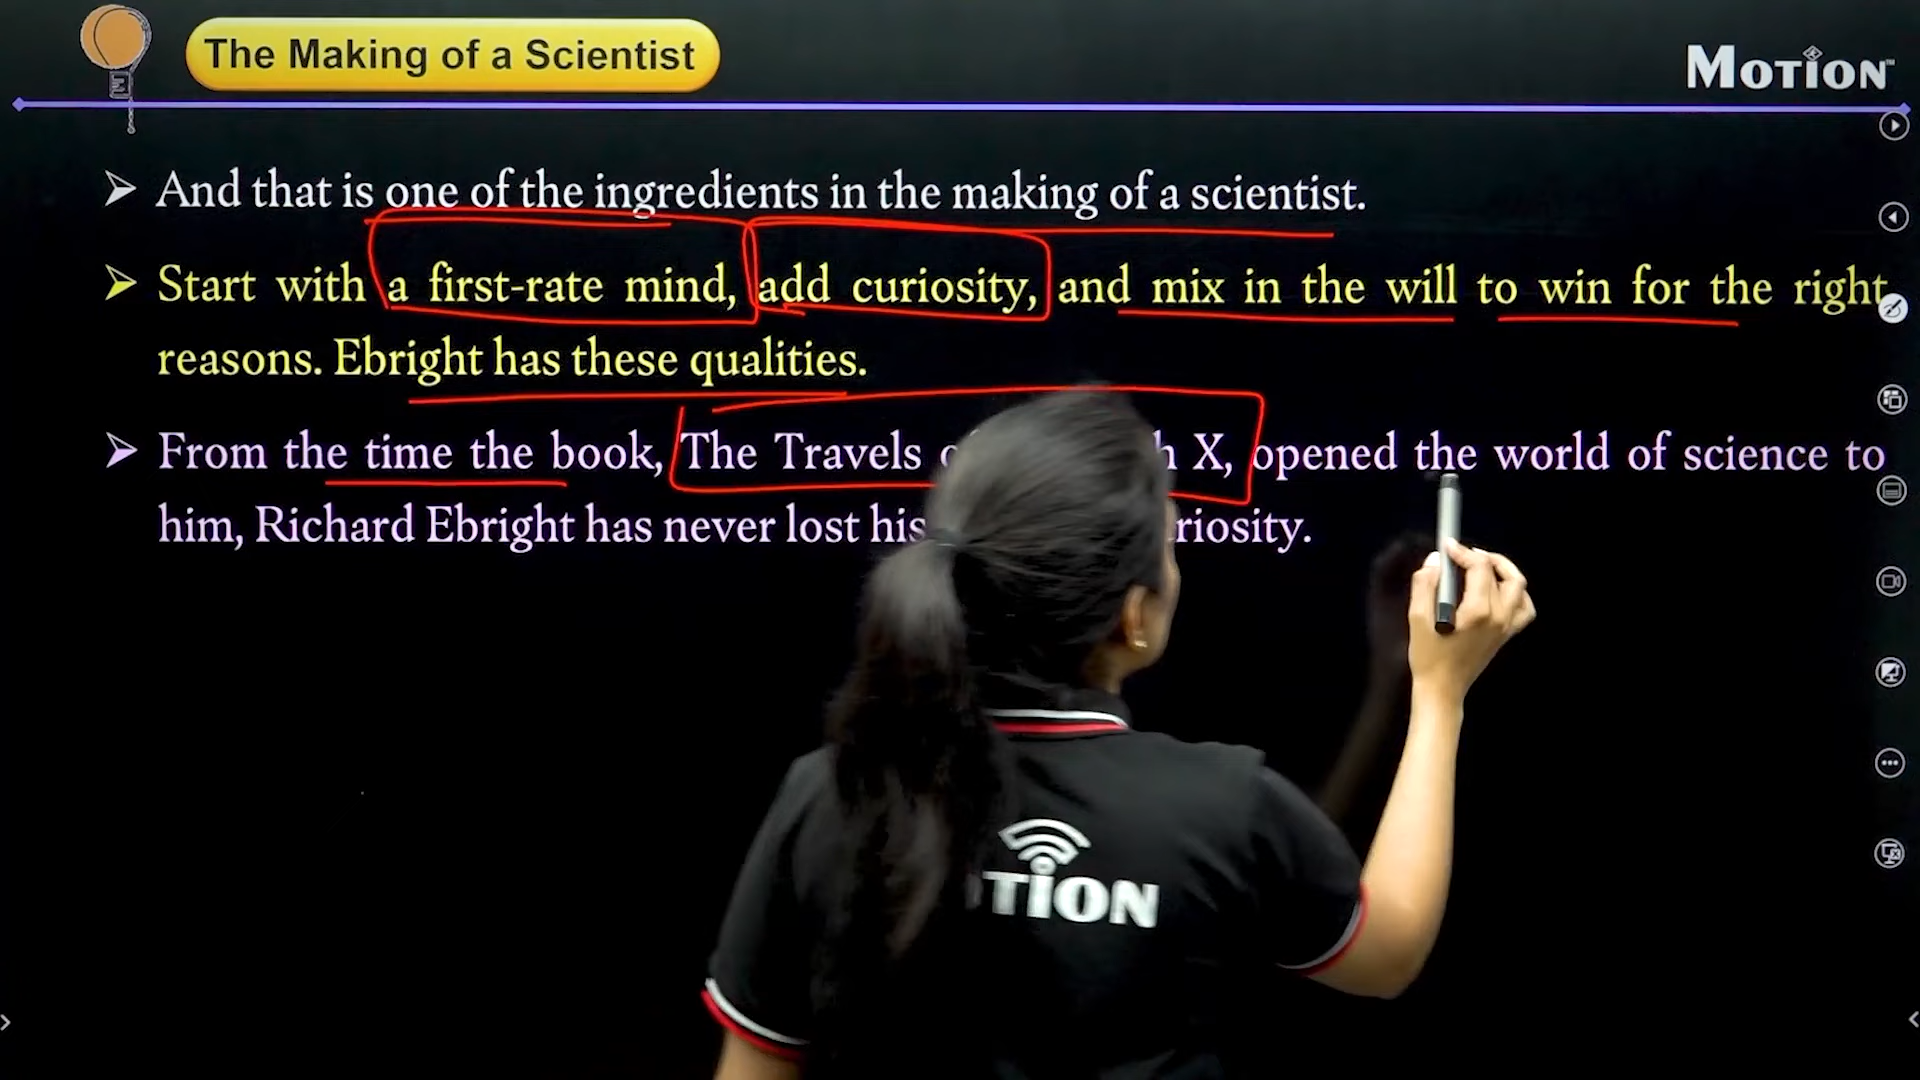 The Making of a Scientist
MOTION
And that is one of the ingredients in the making of a scientist.
Start with a first-rate mind, add curiosity, and mix in the will to win for the right
reasons. Ebright has these qualities.
From the time the book, The Travels X, opened the world of science to
him, Richard Ebright has never lost his
TION